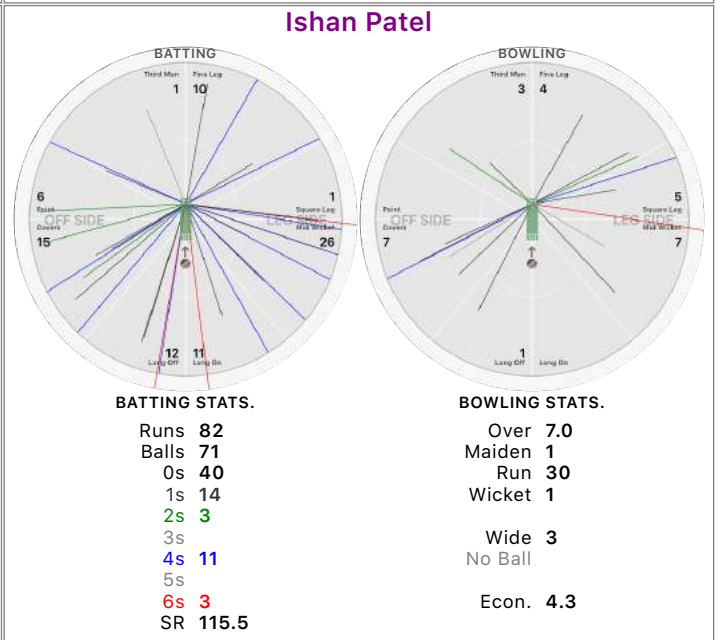 Ishan Patel
BATTING
Third Man Fine Leg
1 10
6 1
Point Square Leg
OFF SIDE LEG SIDE
Covers Mid Wicket
15 26
12 11
Long Off Long On
BATTING STATS.
Runs 82
Balls 71
0s 40
1s 14
2s 3
3s
4s 11
5s
6s 3
SR 115.5
BOWLING
Third Man Fine Leg
3 4
5
Point Square Leg
OFF SIDE LEG SIDE
Covers Mid Wicket
7 7
1
Long Off Long On
BOWLING STATS.
Over 7.0
Maiden 1
Run 30
Wicket 1
Wide 3
No Ball
Econ. 4.3